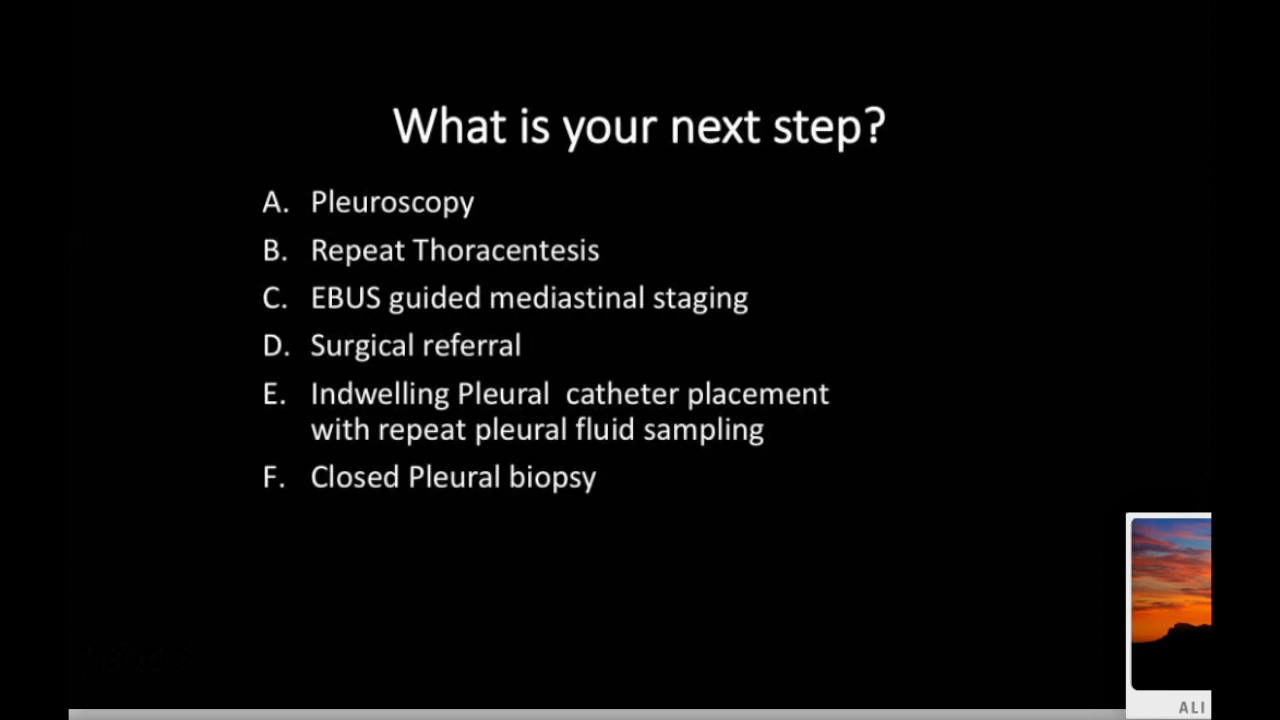 What is your next step?
A. Pleuroscopy
B. Repeat Thoracentesis
C. EBUS guided mediastinal staging
D. Surgical referral
E. Indwelling Pleural catheter placement
with repeat pleural fluid sampling
F. Closed Pleural biopsy
ALI